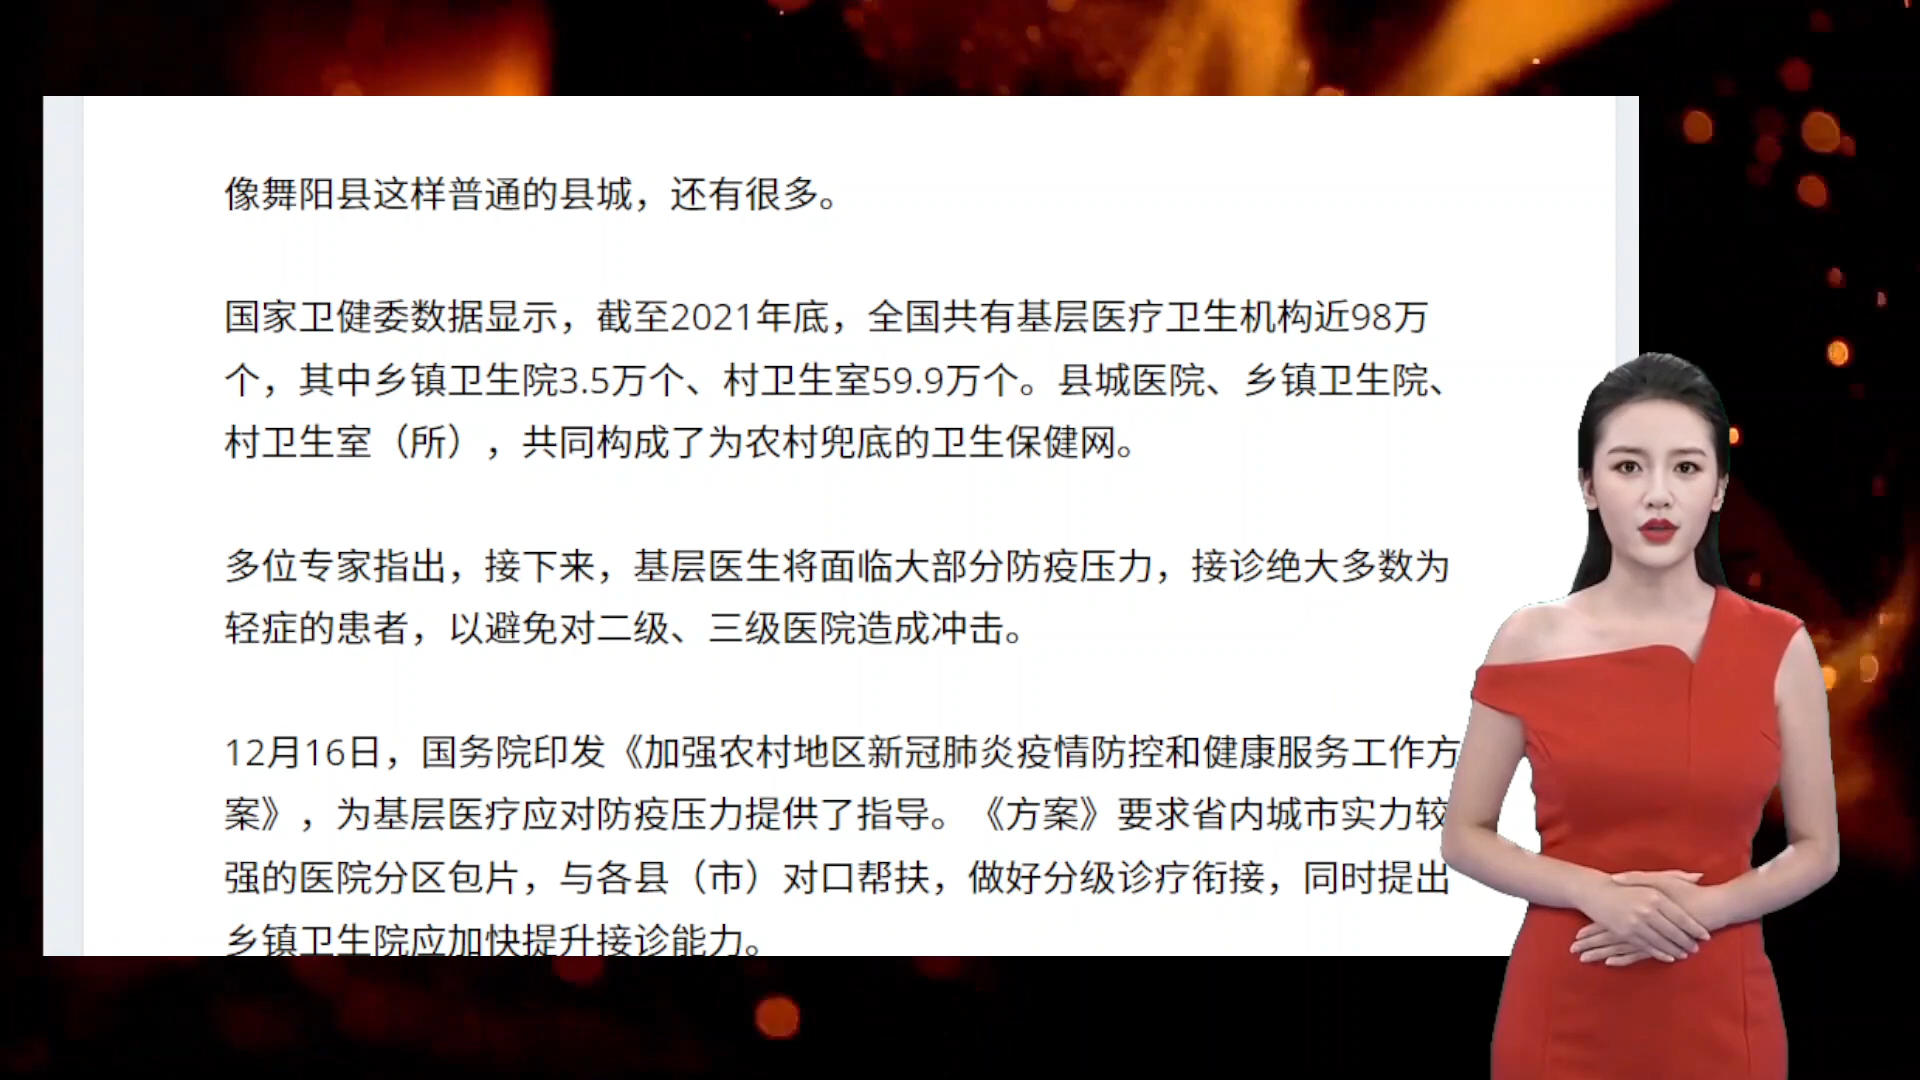 像舞阳县这样普通的县城，还有很多。
国家卫健委数据显示，截至2021年底，全国共有基层医疗卫生机构近98万
个，其中乡镇卫生院3.5万个、村卫生室59.9万个。县城医院、乡镇卫生院、
村卫生室（所），共同构成了为农村兜底的卫生保健网。
多位专家指出，接下来，基层医生将面临大部分防疫压力，接诊绝大多数为
轻症的患者，以避免对二级、三级医院造成冲击。
12月16日，国务院印发《加强农村地区新冠肺炎疫情防控和健康服务工作方
案》，为基层医疗应对防疫压力提供了指导。《方案》要求省内城市实力较
强的医院分区包片，与各县（市）对口帮扶，做好分级诊疗衔接，同时提出
乡镇卫生院应加快提升接诊能力。